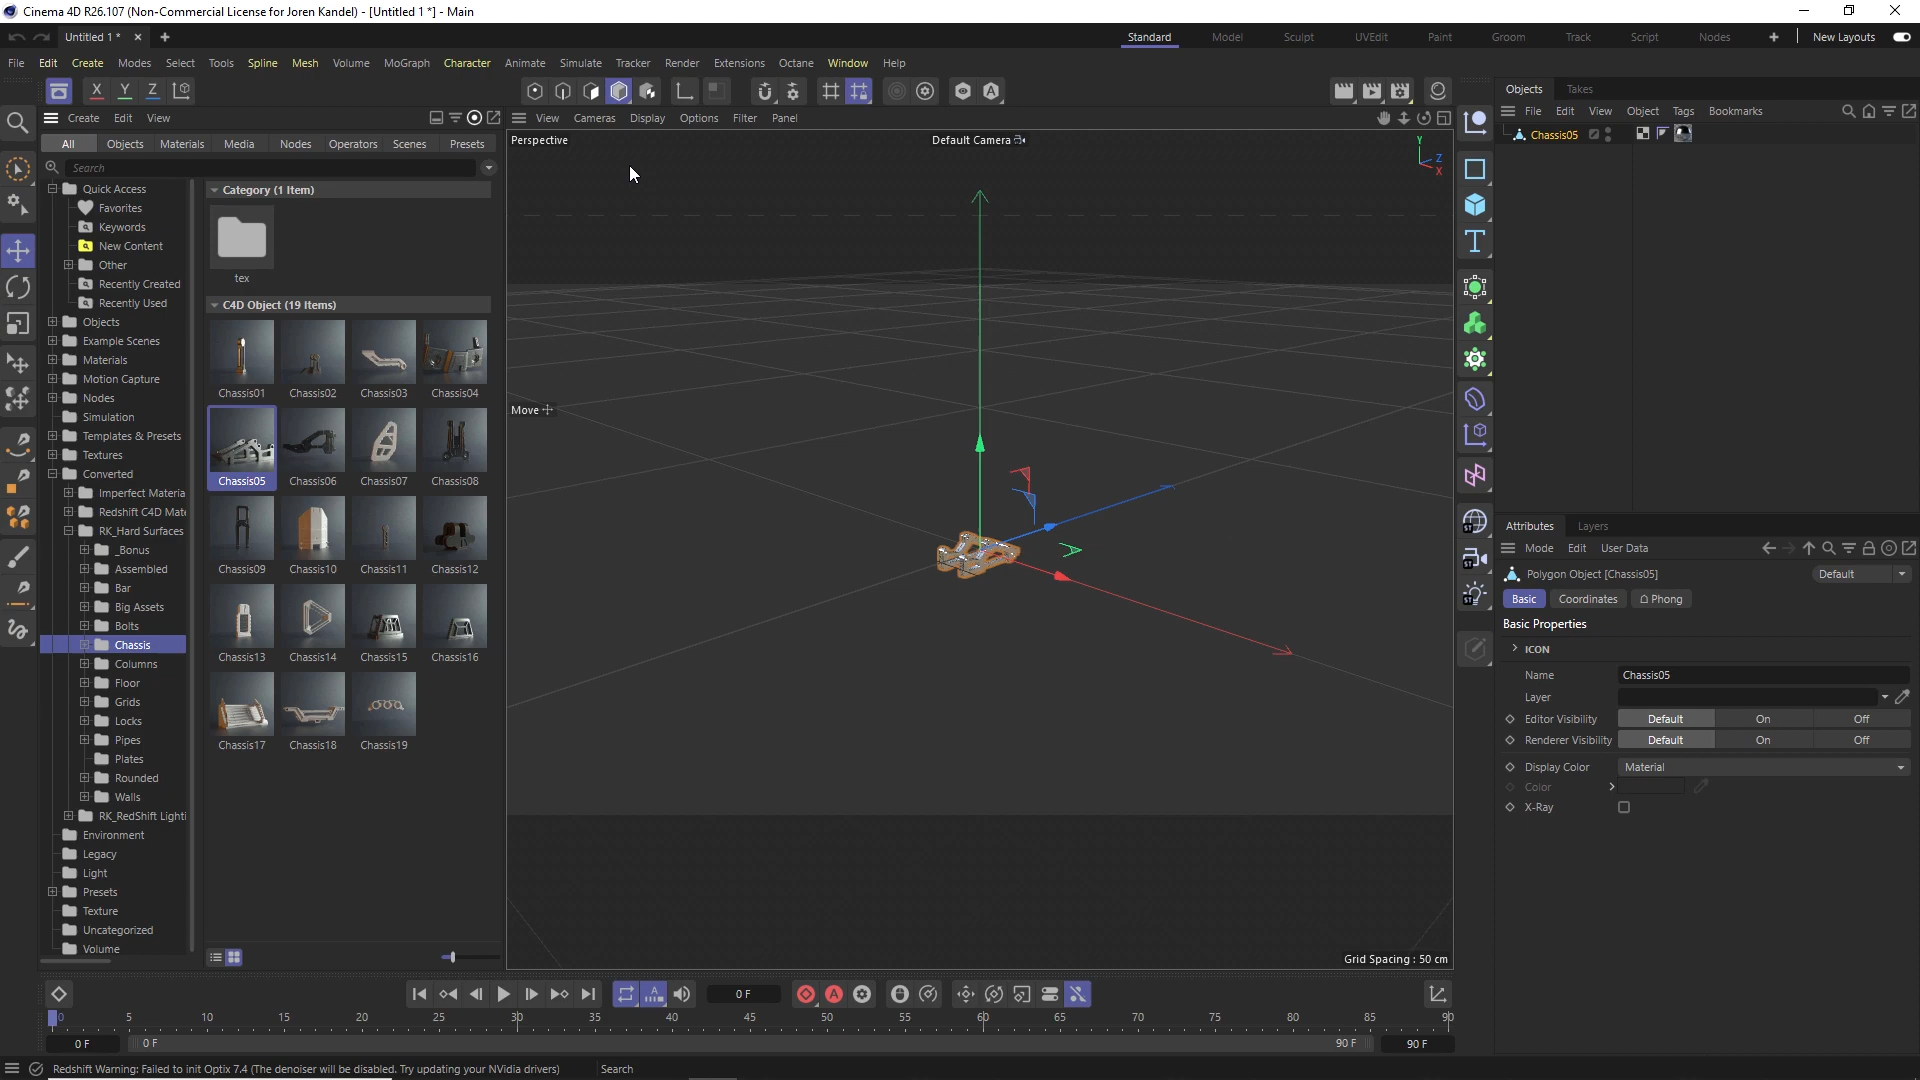 Cinema 4D R26.107 (Non-Commercial License for Joren Kandel) - [Untitled 1 *] - Main
Untitled 1 *
Standard Model Sculpt UVEdit Paint Groom Track Script Nodes New Layouts
File Edit Create Modes Select Tools Spline Mesh Volume MoGraph Character Animate Simulate Tracker Render Extensions Octane Window Help
X Y Z
Create Edit View
All Objects Materials Media Nodes Operators Scenes Presets
Search
Quick Access
Favorites
Keywords
New Content
Other
Recently Created
Recently Used
Objects
Example Scenes
Materials
Motion Capture
Nodes
Simulation
Templates & Presets
Textures
Converted
Imperfect Materia
Redshift C4D Mate
RK_Hard Surfaces
_Bonus
Assembled
Bar
Big Assets
Bolts
Chassis
Columns
Floor
Grids
Locks
Pipes
Plates
Rounded
Walls
RK_RedShift Lighti
Environment
Legacy
Light
Presets
Texture
Uncategorized
Volume
Category (1 Item)
tex
C4D Object (19 Items)
Chassis01 Chassis02 Chassis03 Chassis04
Chassis05 Chassis06 Chassis07 Chassis08
Chassis09 Chassis10 Chassis11 Chassis12
Chassis13 Chassis14 Chassis15 Chassis16
Chassis17 Chassis18 Chassis19
View Cameras Display Options Filter Panel
Perspective
Default Camera
Y
Z
X
Move
Grid Spacing : 50 cm
Objects Takes
File Edit View Object Tags Bookmarks
Chassis05
ST
ST
ST
Attributes Layers
Mode Edit User Data
Polygon Object [Chassis05]
Default
Basic Coordinates Phong
Basic Properties
ICON
Name Chassis05
Layer
Editor Visibility Default On Off
Renderer Visibility Default On Off
Display Color Material
Color
X-Ray
0 F
0 5 10 15 20 25 30 35 40 45 50 55 60 65 70 75 80 85 90
0 F 0 F 90 F 90 F
Redshift Warning: Failed to init Optix 7.4 (The denoiser will be disabled. Try updating your NVidia drivers) Search